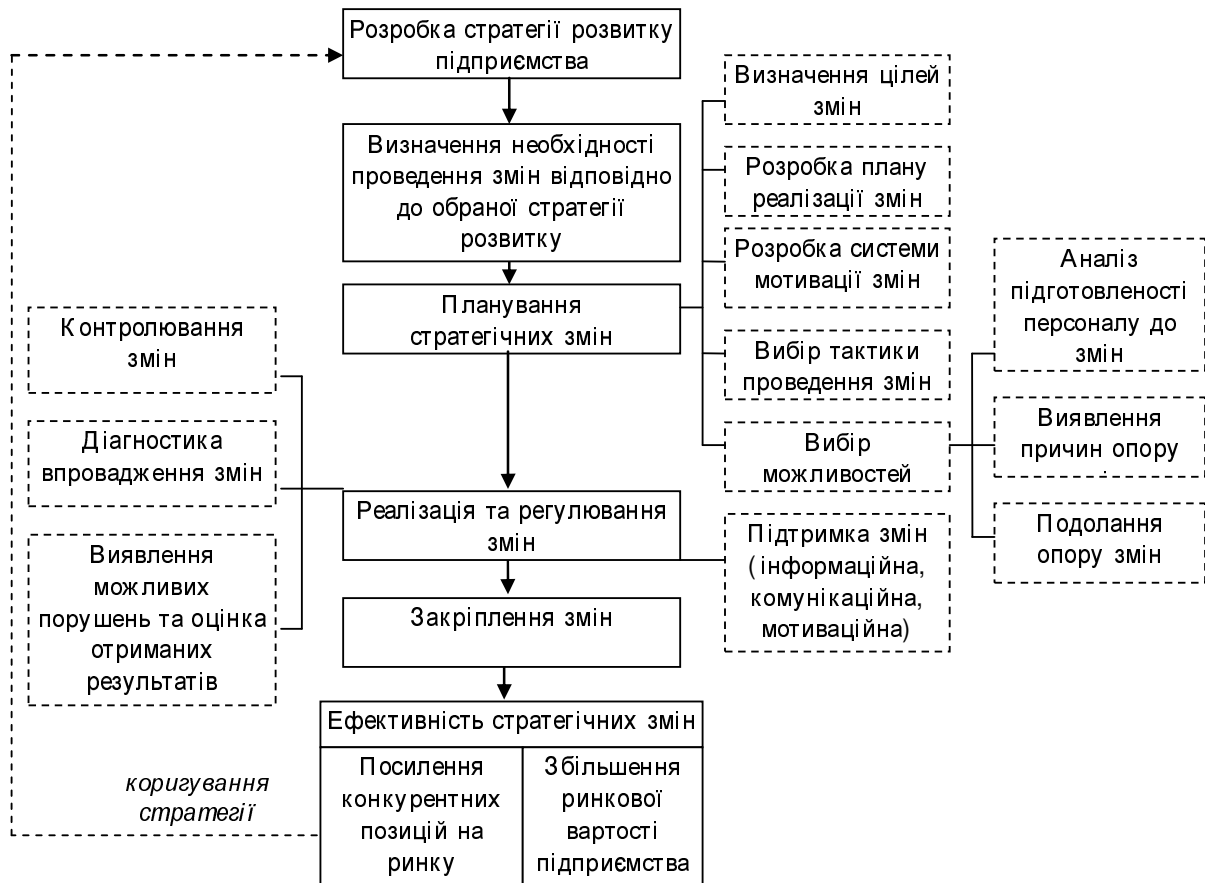 Розробка стратегії розвитку
підприємства
Визначення необхідності
проведення змін відповідно
до обраної стратегії
розвитку
Планування
стратегічних змін
Визначення цілей
змін
Розробка плану
реалізації змін
Розробка системи
мотивації змін
Вибір тактики
проведення змін
Вибір
можливостей
Аналіз
підготовленості
персоналу до
змін
Виявлення
причин опору
Подолання
опору змін
Контролювання
змін
Діагностика
впровадження змін
Виявлення
можливих
порушень та оцінка
отриманих
результатів
Реалізація та регулювання
змін
Підтримка змін
(інформаційна,
комунікаційна,
мотиваційна)
Закріплення змін
Ефективність стратегічних змін
Посилення
конкурентних
позицій на
ринку
Збільшення
ринкової
вартості
підприємства
коригування
стратегії